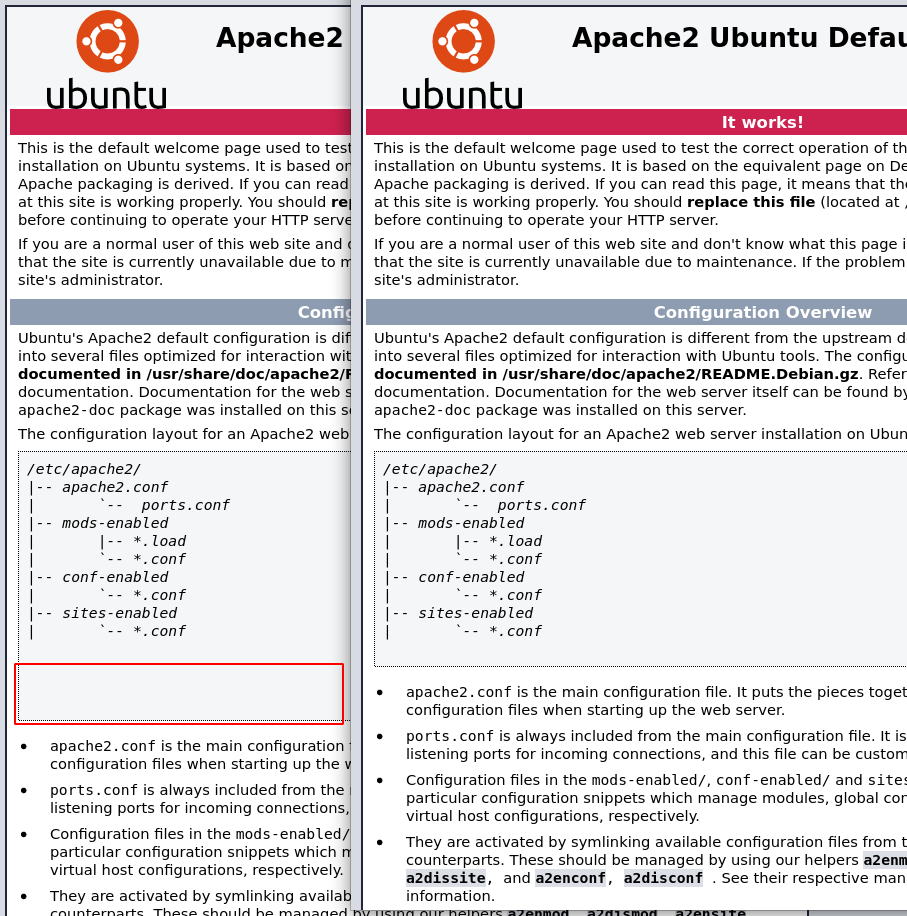 ubuntu
Apache2
This is the default welcome page used to test
installation on Ubuntu systems. It is based on
Apache packaging is derived. If you can read
at this site is working properly. You should
before continuing to operate your HTTP serve
If you are a normal user of this web site and
that the site is currently unavailable due to m
site's administrator.
Config
Ubuntu's Apache2 default configuration is dif
into several files optimized for interaction wit
documented in /usr/share/doc/apache2/R
documentation. Documentation for the web s
apache2-doc package was installed on this se
The configuration layout for an Apache2 web
/etc/apache2/
|-- apache2.conf
|       `--  ports.conf
|-- mods-enabled
|       |-- *.load
|       `-- *.conf
|-- conf-enabled
|       `-- *.conf
|-- sites-enabled
|       `-- *.conf
• apache2.conf is the main configuration
configuration files when starting up the w
• ports.conf is always included from the
listening ports for incoming connections,
• Configuration files in the mods-enabled/
particular configuration snippets which m
virtual host configurations, respectively.
• They are activated by symlinking availab
counterparts. These should be managed by using our helpers a2enmod, a2dismod, a2ensite
ubuntu
Apache2 Ubuntu Defau
It works!
This is the default welcome page used to test the correct operation of th
installation on Ubuntu systems. It is based on the equivalent page on De
Apache packaging is derived. If you can read this page, it means that the
at this site is working properly. You should replace this file (located at /
before continuing to operate your HTTP server.
If you are a normal user of this web site and don't know what this page i
that the site is currently unavailable due to maintenance. If the problem
site's administrator.
Configuration Overview
Ubuntu's Apache2 default configuration is different from the upstream d
into several files optimized for interaction with Ubuntu tools. The configu
documented in /usr/share/doc/apache2/README.Debian.gz. Refer
documentation. Documentation for the web server itself can be found by
apache2-doc package was installed on this server.
The configuration layout for an Apache2 web server installation on Ubun
/etc/apache2/
|-- apache2.conf
|       `--  ports.conf
|-- mods-enabled
|       |-- *.load
|       `-- *.conf
|-- conf-enabled
|       `-- *.conf
|-- sites-enabled
|       `-- *.conf
• apache2.conf is the main configuration file. It puts the pieces toget
configuration files when starting up the web server.
• ports.conf is always included from the main configuration file. It is
listening ports for incoming connections, and this file can be custom
• Configuration files in the mods-enabled/, conf-enabled/ and sites
particular configuration snippets which manage modules, global cor
virtual host configurations, respectively.
• They are activated by symlinking available configuration files from t
counterparts. These should be managed by using our helpers a2enm
a2dissite, and a2enconf, a2disconf . See their respective man
information.